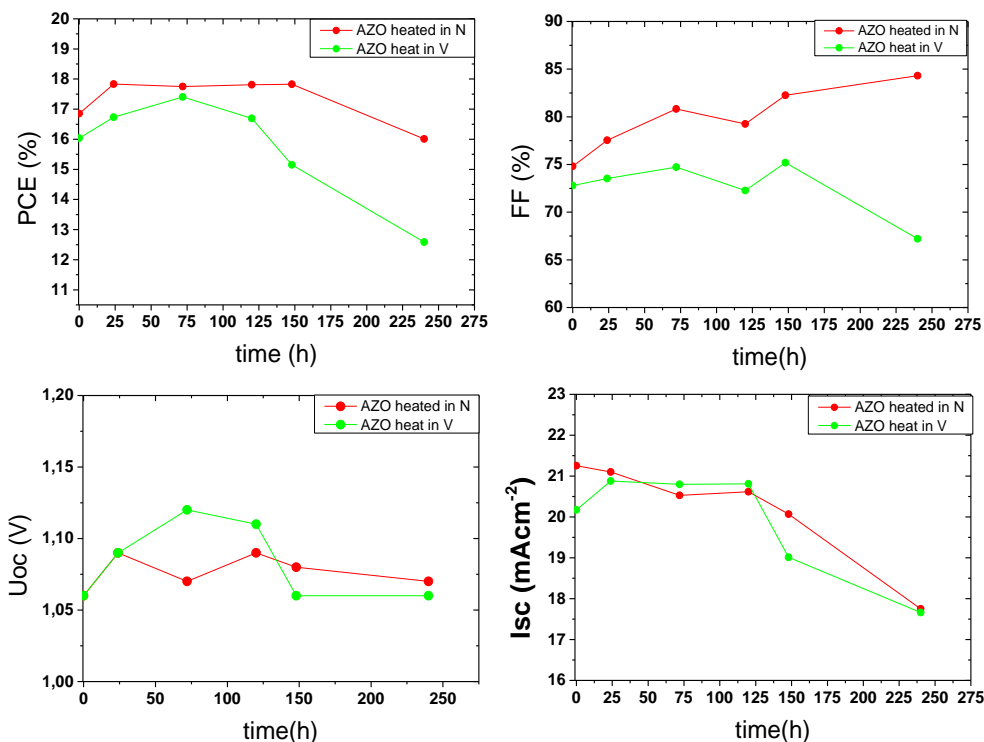 20
19
18
17
16
15
14
13
12
11
PCE (%)
0 25 50 75 100 125 150 175 200 225 250 275
time (h)
AZO heated in N
AZO heat in V
90
85
80
75
70
65
60
FF (%)
0 25 50 75 100 125 150 175 200 225 250 275
time(h)
AZO heated in N
AZO heat in V
1,20
1,15
1,10
1,05
1,00
Uoc (V)
0 50 100 150 200 250
time(h)
AZO heated in N
AZO heat in V
23
22
21
20
19
18
17
16
Isc (mAcm⁻²)
0 25 50 75 100 125 150 175 200 225 250 275
time(h)
AZO heated in N
AZO heat in V